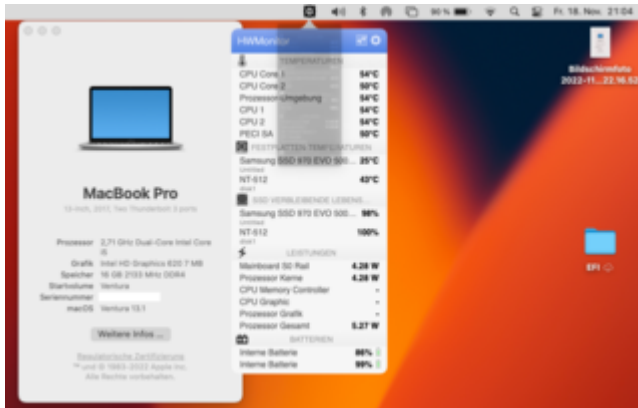 90 % Fr. 18. Nov. 21:04
MacBook Pro
13-inch, 2017, Two Thunderbolt 3 ports
Prozessor 2,71 GHz Dual-Core Intel Core i5
Grafik Intel HD Graphics 620 7 MB
Speicher 16 GB 2133 MHz DDR4
Startvolume Ventura
Seriennummer
macOS Ventura 13.1
Weitere Infos ...
Regulatorische Zertifizierung
™ und © 1983-2022 Apple Inc.
Alle Rechte vorbehalten.
HWMonitor
TEMPERATUREN
CPU Core 1 54°C
CPU Core 2 50°C
Prozessor Umgebung 54°C
CPU 1 54°C
CPU 2 54°C
PECI SA 50°C
FESTPLATTEN TEMPERATUREN
Samsung SSD 970 EVO 500... 25°C
Untitled
NT-512 43°C
disk1
SSD VERBLEIBENDE LEBENS...
Samsung SSD 970 EVO 500... 98%
Untitled
NT-512 100%
disk1
LEISTUNGEN
Mainboard S0 Rail 4.28 W
Prozessor Kerne 4.28 W
CPU Memory Controller -
CPU Graphic -
Prozessor Grafik -
Prozessor Gesamt 5.27 W
BATTERIEN
Interne Batterie 86%
Interne Batterie 99%
Bildschirmfoto
2022-11...22.16.52
EFI